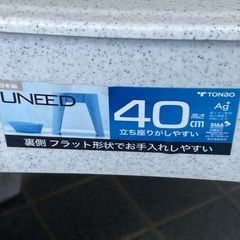 日本製
UNEED
40
高さ
cm
立ち座りがしやすい
裏側 フラット形状でお手入れしやすい
TONBO
Ag+
SIAA